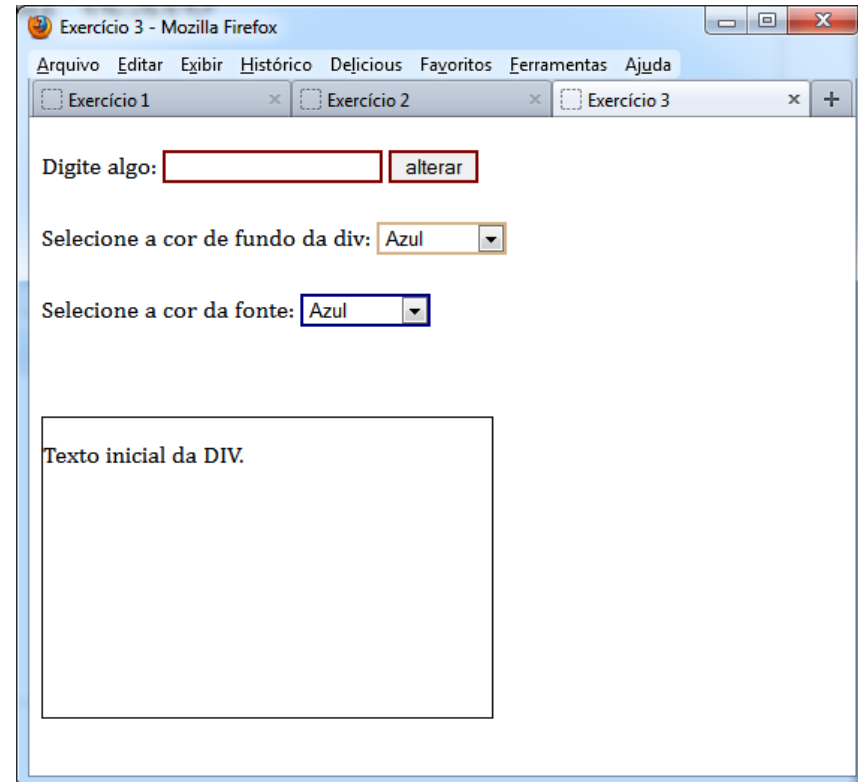 Exercício 3 - Mozilla Firefox
Arquivo Editar Exibir Histórico Delicious Favoritos Ferramentas Ajuda
Exercício 1 Exercício 2 Exercício 3
Digite algo: alterar
Selecione a cor de fundo da div: Azul
Selecione a cor da fonte: Azul
Texto inicial da DIV.